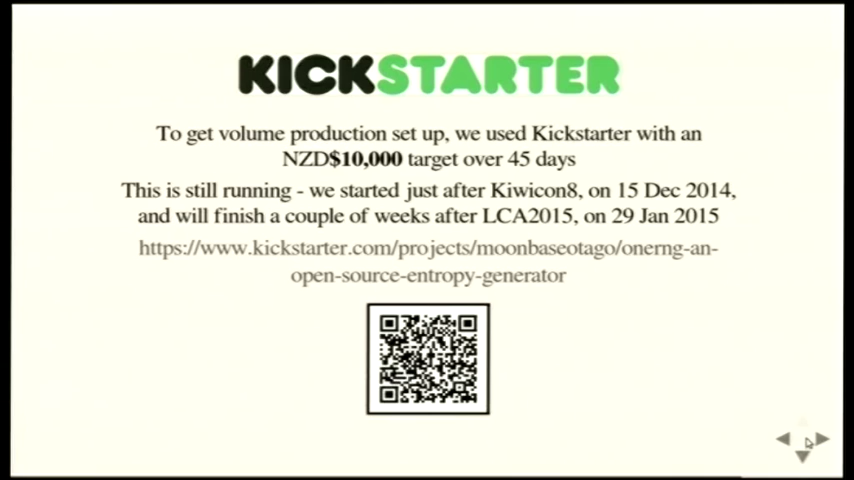 KICKSTARTER
To get volume production set up, we used Kickstarter with an
NZD$10,000 target over 45 days
This is still running - we started just after Kiwicon8, on 15 Dec 2014,
and will finish a couple of weeks after LCA2015, on 29 Jan 2015
https://www.kickstarter.com/projects/moonbaseotago/onerng-an-
open-source-entropy-generator